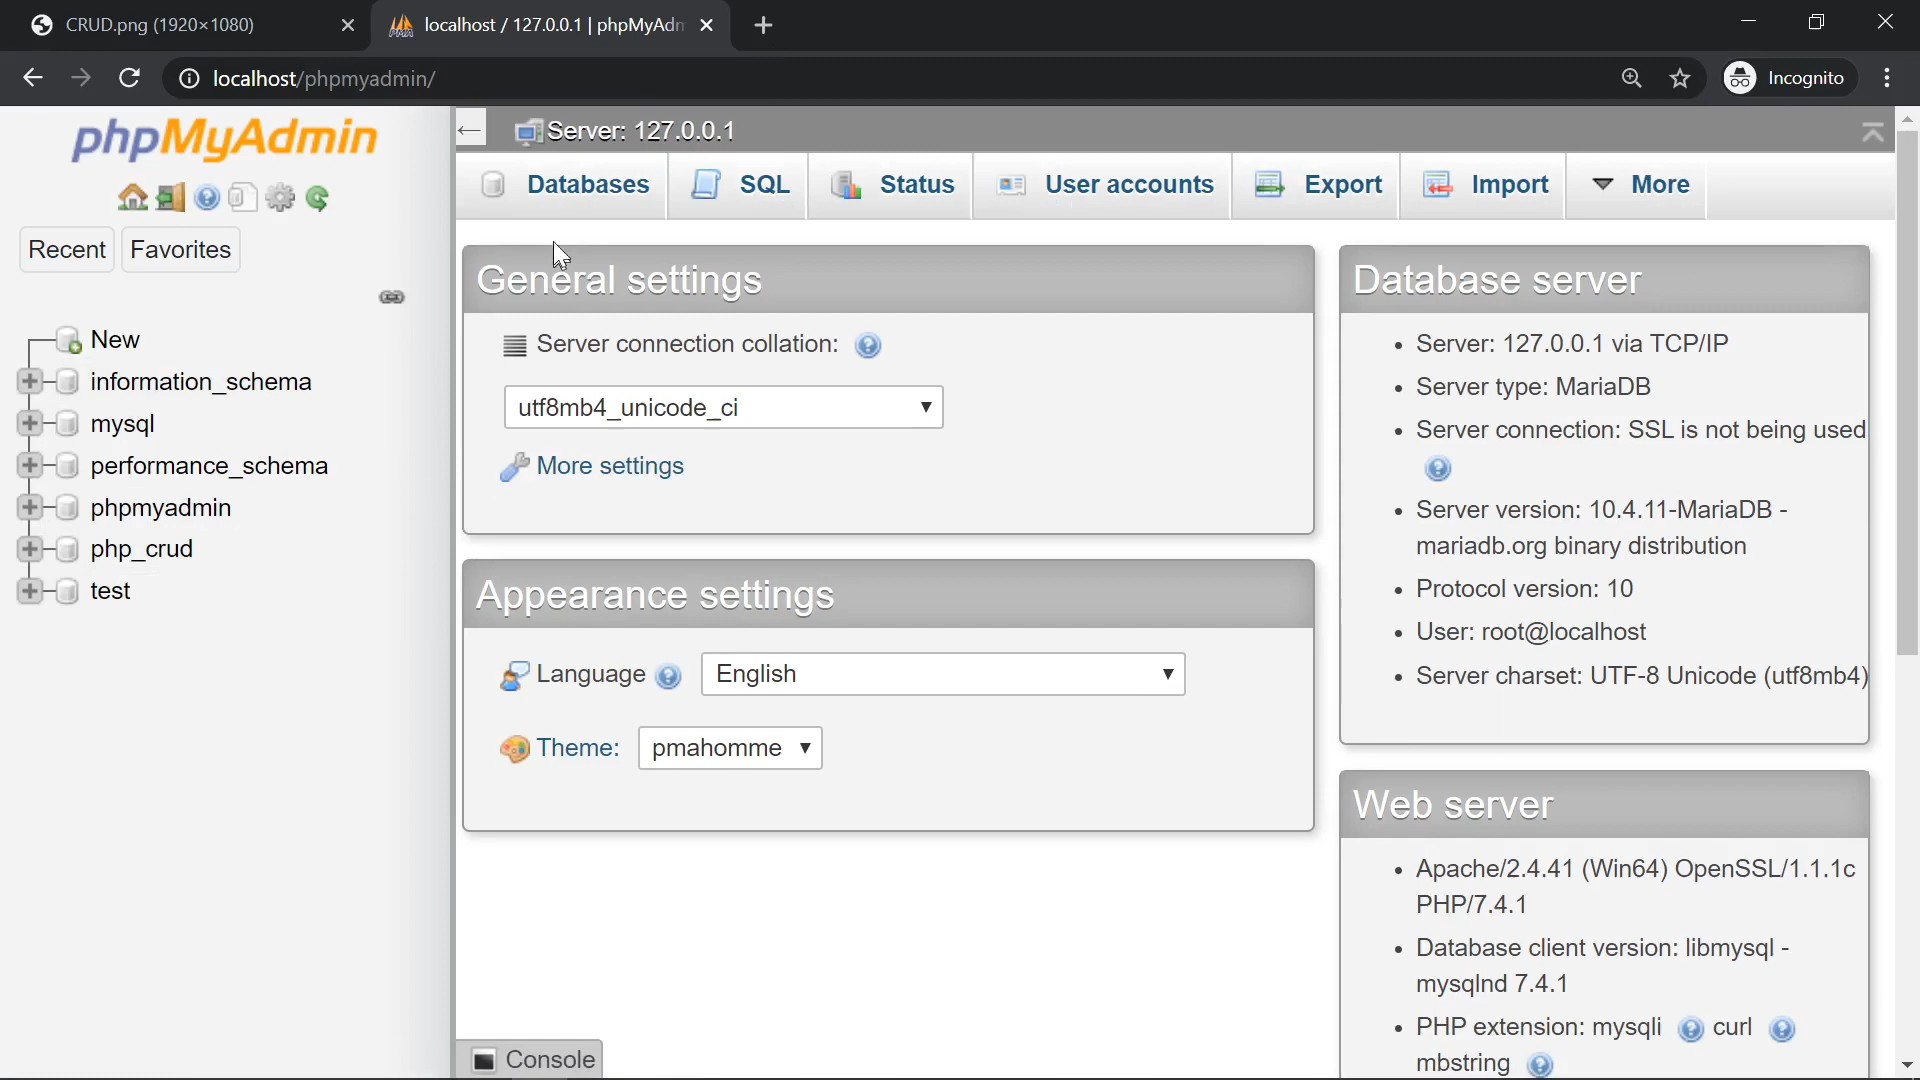 CRUD.png (1920×1080)
localhost / 127.0.0.1 | phpMyAdm
localhost/phpmyadmin/
Incognito
phpMyAdmin
Recent
Favorites
New
information_schema
mysql
performance_schema
phpmyadmin
php_crud
test
Server: 127.0.0.1
Databases
SQL
Status
User accounts
Export
Import
More
General settings
Server connection collation:
utf8mb4_unicode_ci
More settings
Appearance settings
Language
English
Theme:
pmahomme
Database server
Server: 127.0.0.1 via TCP/IP
Server type: MariaDB
Server connection: SSL is not being used
Server version: 10.4.11-MariaDB -
mariadb.org binary distribution
Protocol version: 10
User: root@localhost
Server charset: UTF-8 Unicode (utf8mb4)
Web server
Apache/2.4.41 (Win64) OpenSSL/1.1.1c
PHP/7.4.1
Database client version: libmysql -
mysqlnd 7.4.1
PHP extension: mysqli curl
mbstring
Console